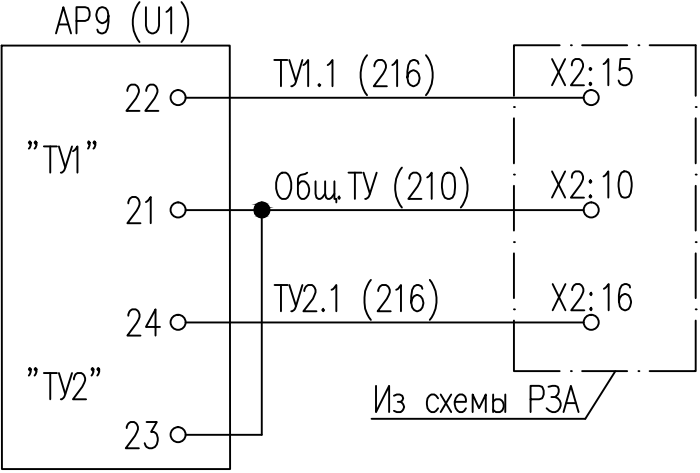 АР9 (U1)
22 ТУ1.1 (216) X2:15
"ТУ1"
21 Общ.ТУ (210) X2:10
24 ТУ2.1 (216) X2:16
"ТУ2"
Из схемы РЗА
23